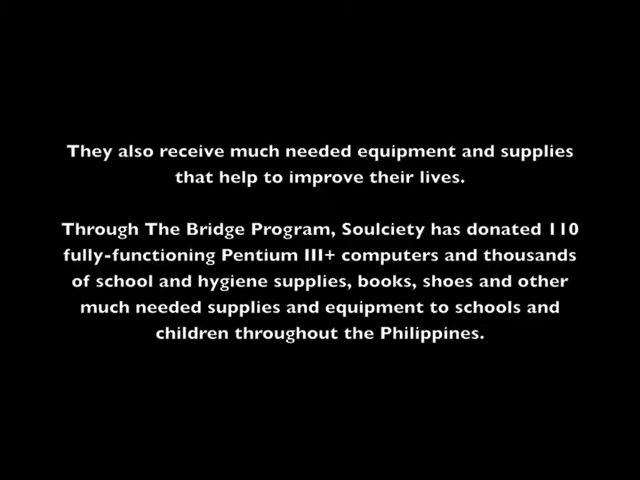 They also receive much needed equipment and supplies
that help to improve their lives.
Through The Bridge Program, Soulciety has donated 110
fully-functioning Pentium III+ computers and thousands
of school and hygiene supplies, books, shoes and other
much needed supplies and equipment to schools and
children throughout the Philippines.